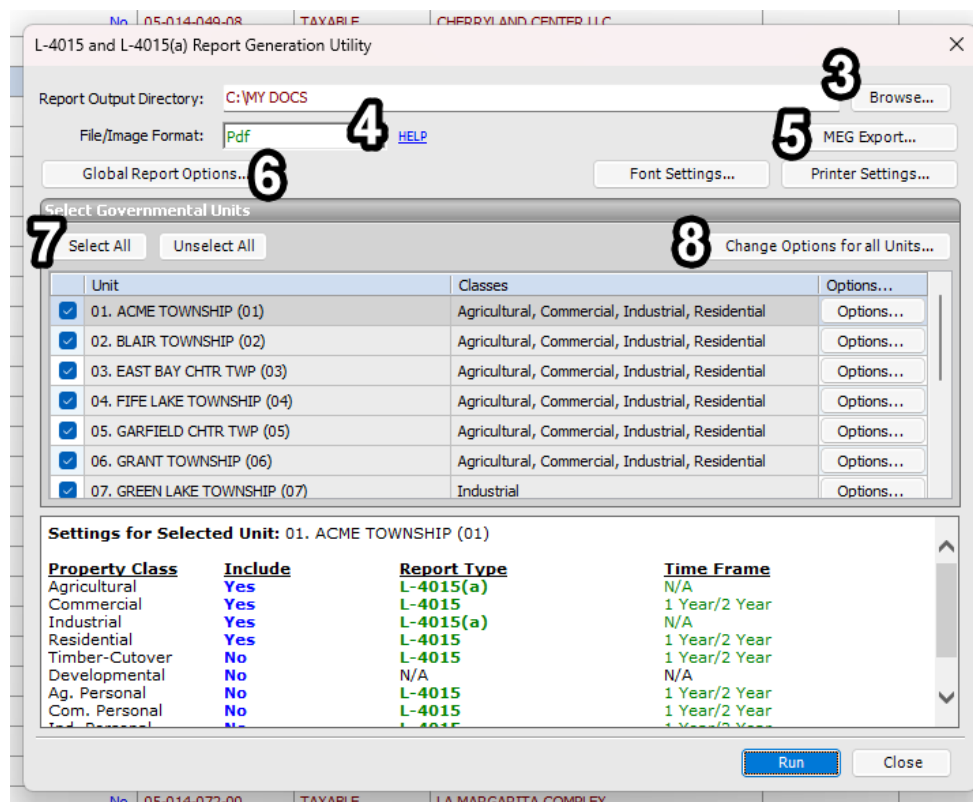 No 05-014-049-08 TAXABLE CHERRYLAND CENTER LLC
L-4015 and L-4015(a) Report Generation Utility
3
Report Output Directory: C:\MY DOCS Browse...
File/Image Format: Pdf 4 HELP 5 MEG Export...
Global Report Options... 6 Font Settings... Printer Settings...
Select Governmental Units
7 Select All Unselect All 8 Change Options for all Units...
Unit Classes Options...
01. ACME TOWNSHIP (01) Agricultural, Commercial, Industrial, Residential Options...
02. BLAIR TOWNSHIP (02) Agricultural, Commercial, Industrial, Residential Options...
03. EAST BAY CHTR TWP (03) Agricultural, Commercial, Industrial, Residential Options...
04. FIFE LAKE TOWNSHIP (04) Agricultural, Commercial, Industrial, Residential Options...
05. GARFIELD CHTR TWP (05) Agricultural, Commercial, Industrial, Residential Options...
06. GRANT TOWNSHIP (06) Agricultural, Commercial, Industrial, Residential Options...
07. GREEN LAKE TOWNSHIP (07) Industrial Options...
Settings for Selected Unit: 01. ACME TOWNSHIP (01)
Property Class Include Report Type Time Frame
Agricultural Yes L-4015(a) N/A
Commercial Yes L-4015 1 Year/2 Year
Industrial Yes L-4015(a) N/A
Residential Yes L-4015 1 Year/2 Year
Timber-Cutover No L-4015 1 Year/2 Year
Developmental No N/A N/A
Ag. Personal No L-4015 1 Year/2 Year
Com. Personal No L-4015 1 Year/2 Year
Ind. Personal No L-4015 1 Year/2 Year
Run Close
No 05-014-072-00 TAXABLE LA MARGARITA COMPLEX